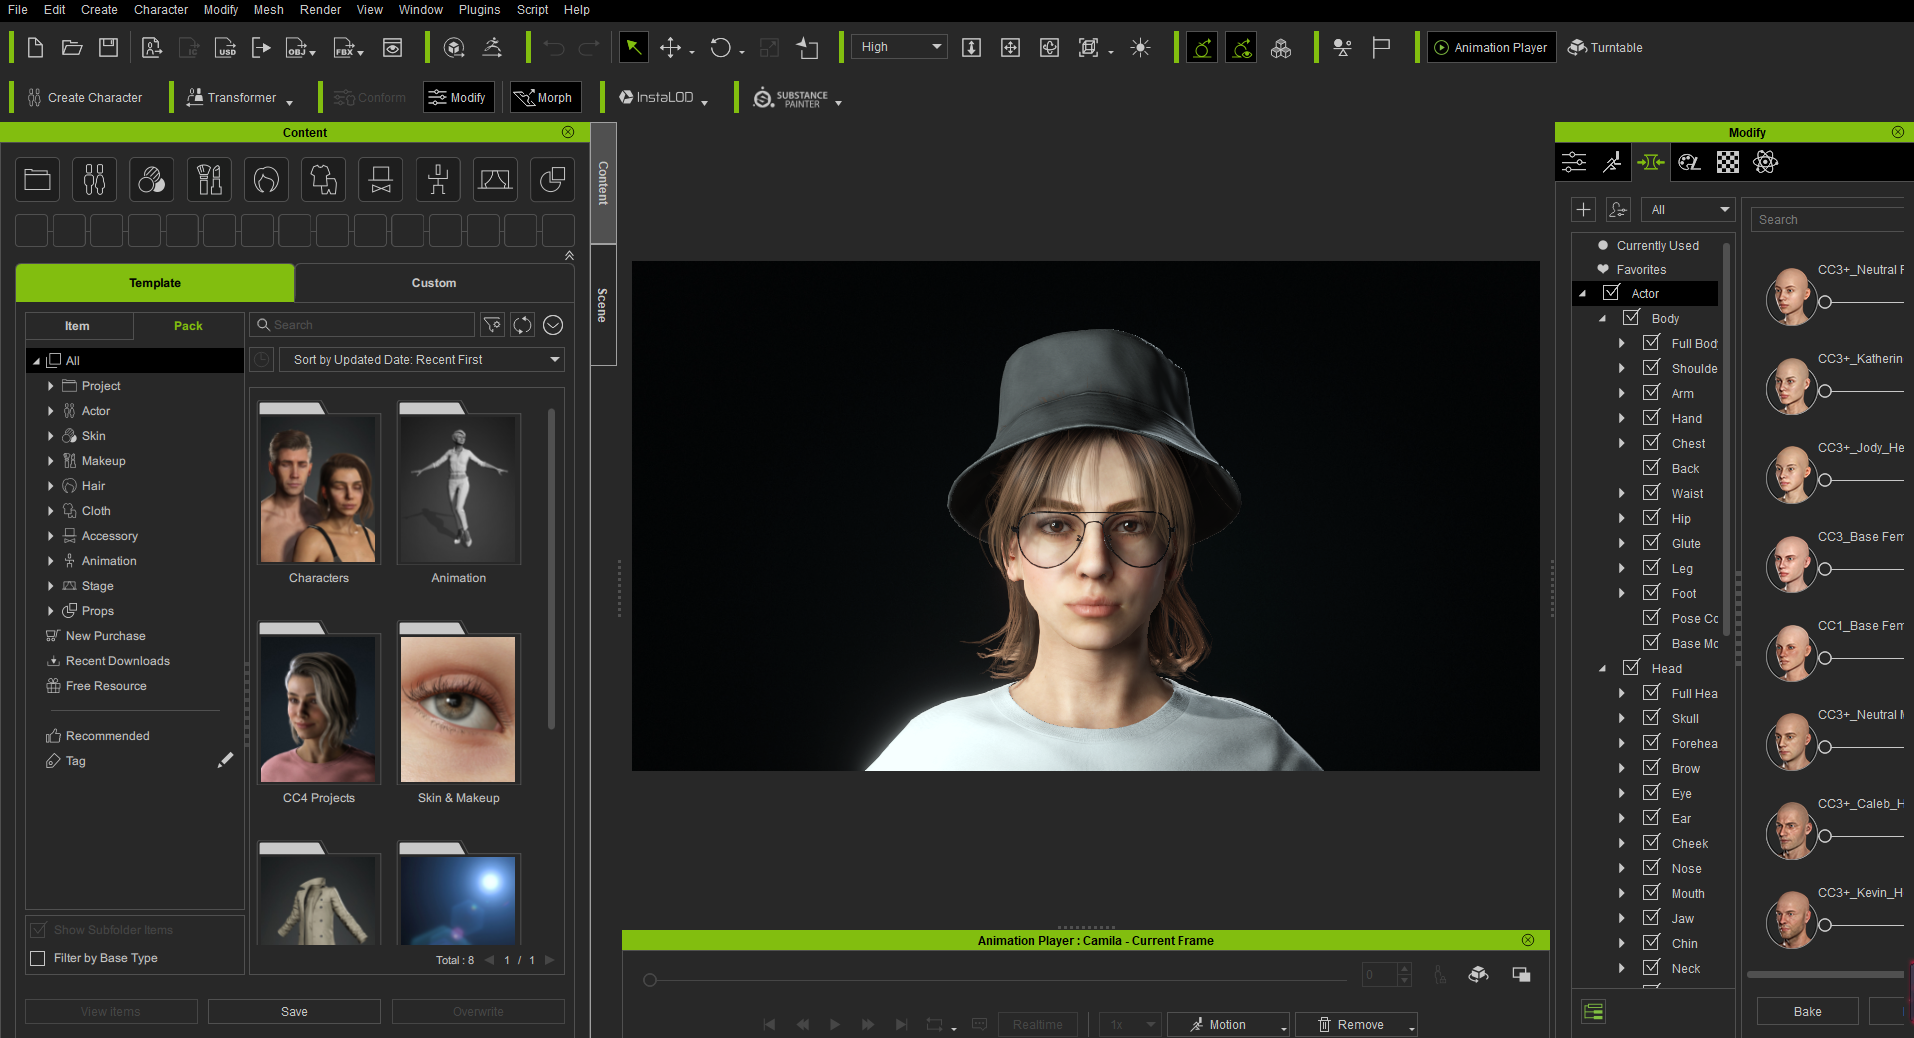 File Edit Create Character Modify Mesh Render View Window Plugins Script Help
IC USD OBJ FBX High Animation Player Turntable
Create Character Transformer Conform Modify Morph InstaLOD SUBSTANCE PAINTER
Content
Content
Scene
Template Custom
Item Pack Search
Sort by Updated Date: Recent First
All
Project
Actor
Skin
Makeup
Hair
Cloth
Accessory
Animation
Stage
Props
New Purchase
Recent Downloads
Free Resource
Recommended
Tag
Show Subfolder Items
Filter by Base Type
Characters Animation
CC4 Projects Skin & Makeup
Total : 8 1 / 1
View Items Save Overwrite
Animation Player : Camila - Current Frame
0
Realtime 1x Motion Remove
Modify
All
Search
Currently Used
Favorites
Actor
Body
Full Body
Shoulde
Arm
Hand
Chest
Back
Waist
Hip
Glute
Leg
Foot
Pose Co
Base Mo
Head
Full Hea
Skull
Forehea
Brow
Eye
Ear
Cheek
Nose
Mouth
Jaw
Chin
Neck
CC3+_Neutral F
CC3+_Katherin
CC3+_Jody_He
CC3_Base Fem
CC1_Base Fem
CC3+_Neutral M
CC3+_Caleb_H
CC3+_Kevin_H
Bake